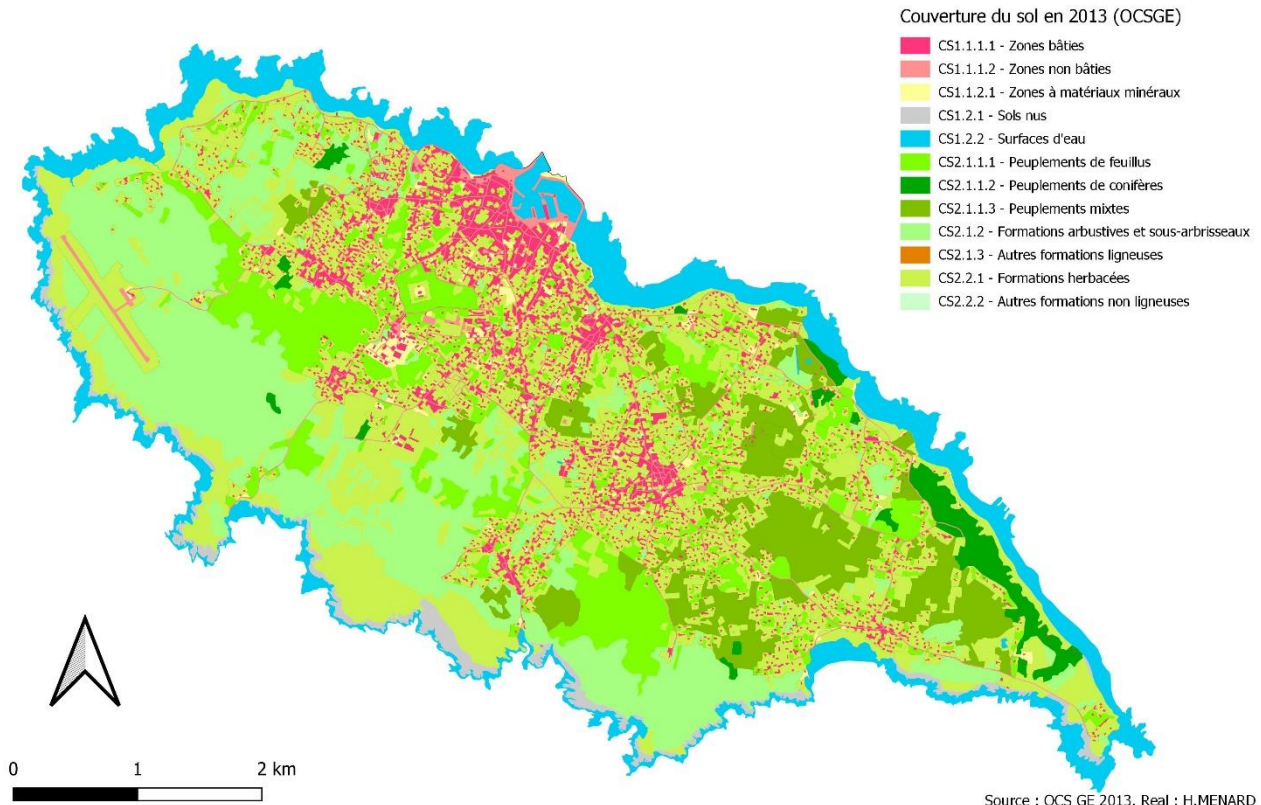 Couverture du sol en 2013 (OCSGE)
CS1.1.1.1 - Zones bâties
CS1.1.1.2 - Zones non bâties
CS1.1.2.1 - Zones à matériaux minéraux
CS1.2.1 - Sols nus
CS1.2.2 - Surfaces d'eau
CS2.1.1.1 - Peuplements de feuillus
CS2.1.1.2 - Peuplements de conifères
CS2.1.1.3 - Peuplements mixtes
CS2.1.2 - Formations arbustives et sous-arbrisseaux
CS2.1.3 - Autres formations ligneuses
CS2.2.1 - Formations herbacées
CS2.2.2 - Autres formations non ligneuses
0 1 2 km
Source : OCS GE 2013, Real : H.MENARD